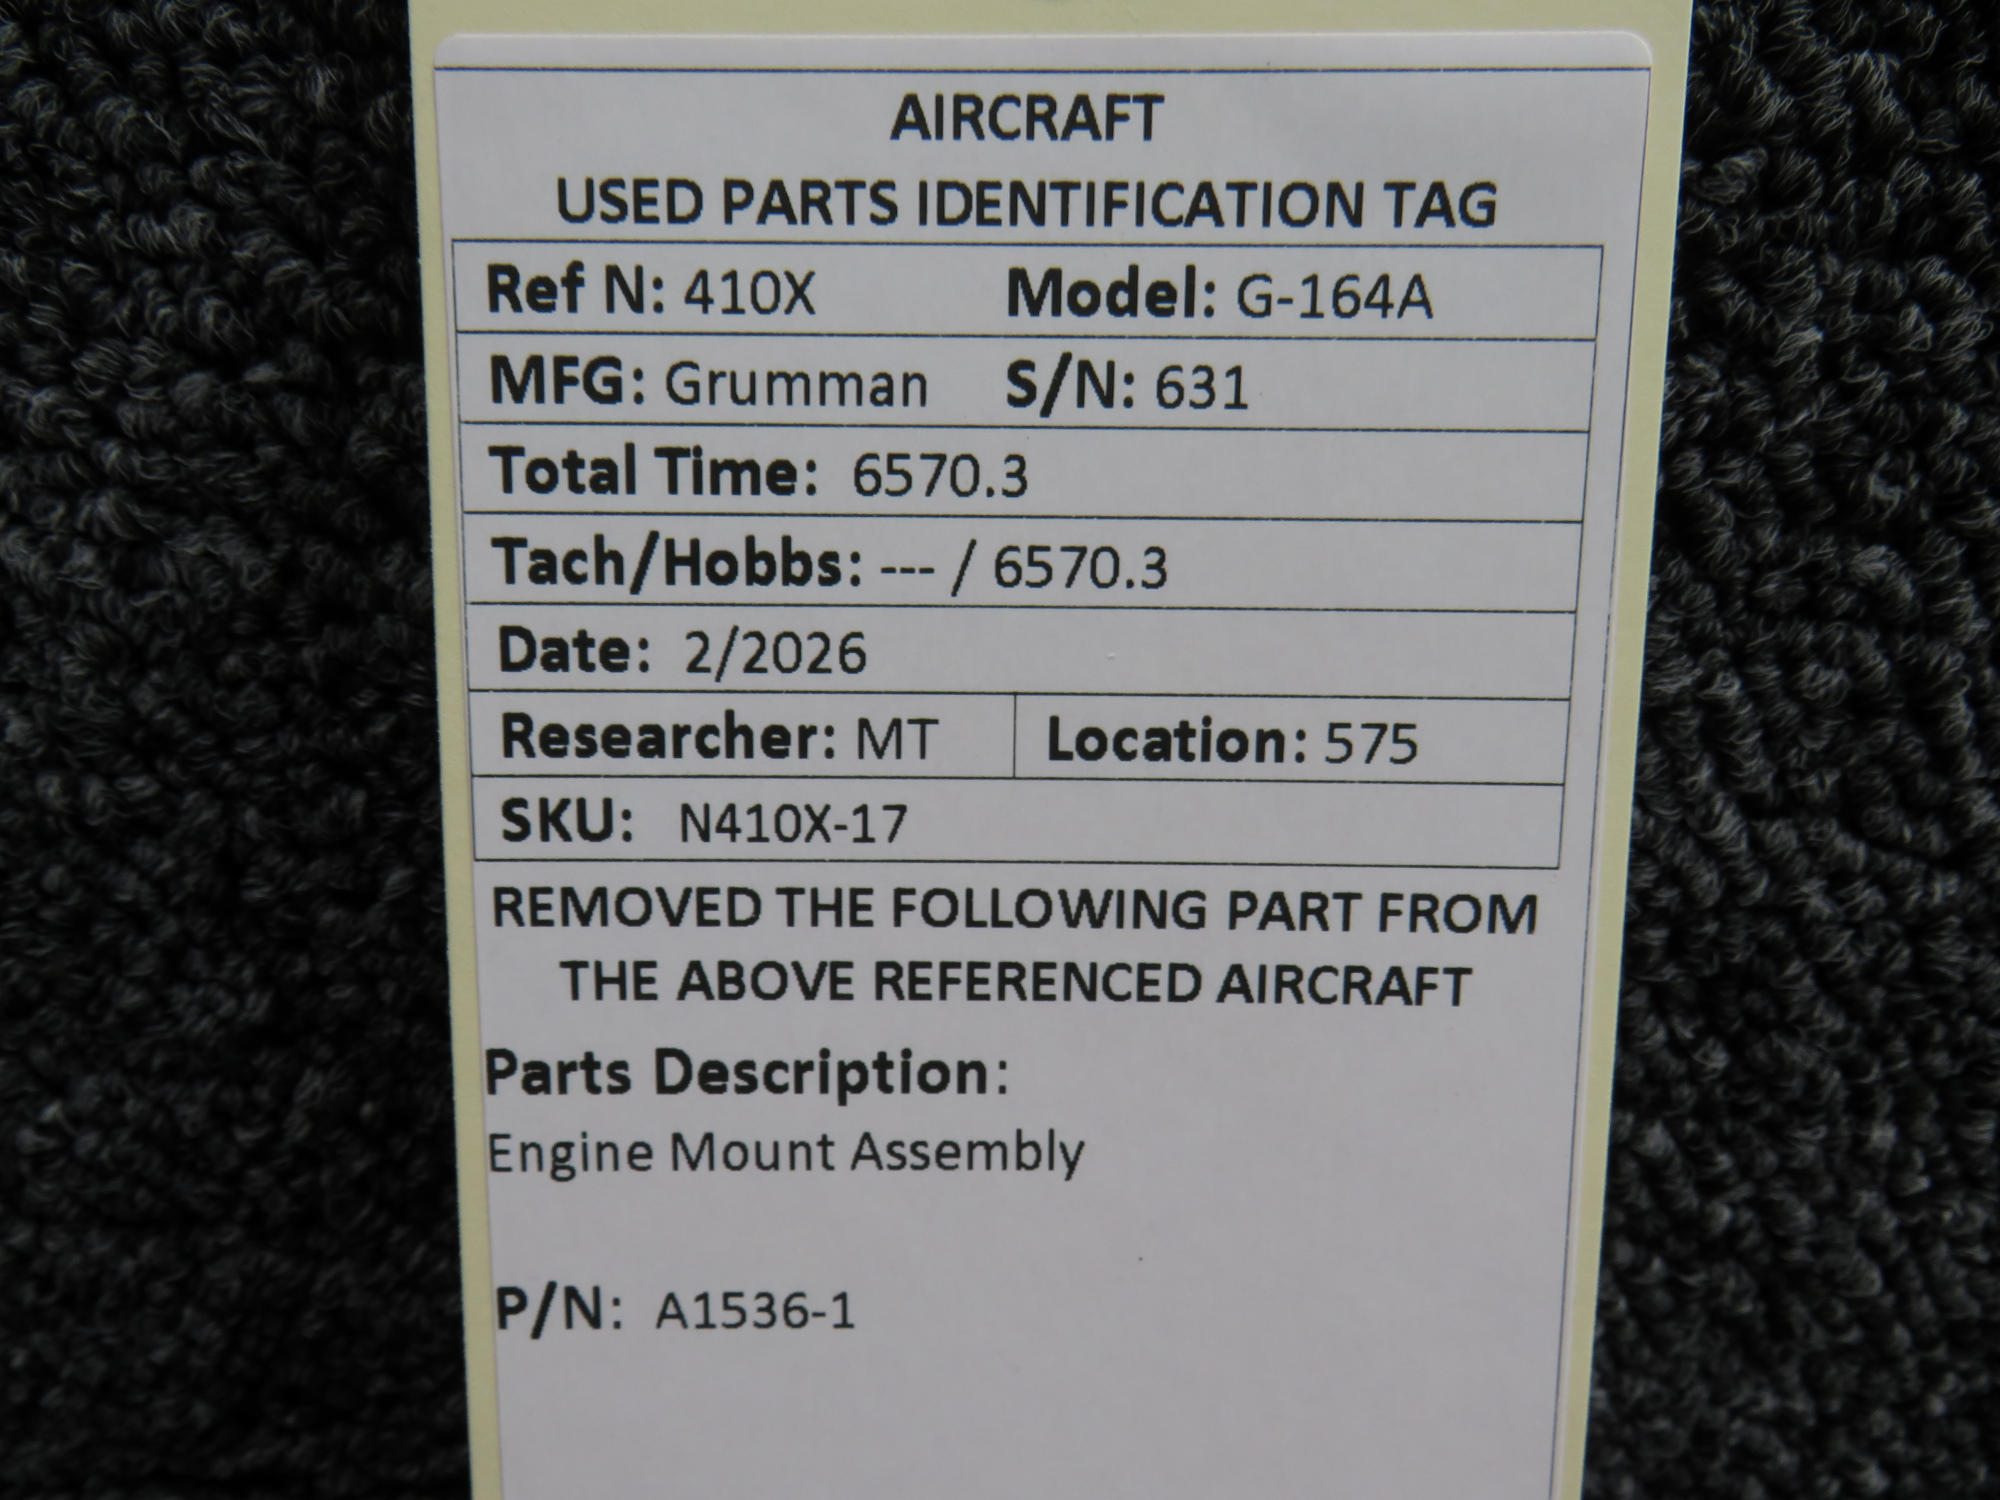 AIRCRAFT
USED PARTS IDENTIFICATION TAG
Ref N: 410X Model: G-164A
MFG: Grumman S/N: 631
Total Time: 6570.3
Tach/Hobbs: --- / 6570.3
Date: 2/2026
Researcher: MT Location: 575
SKU: N410X-17
REMOVED THE FOLLOWING PART FROM
THE ABOVE REFERENCED AIRCRAFT
Parts Description:
Engine Mount Assembly
P/N: A1536-1